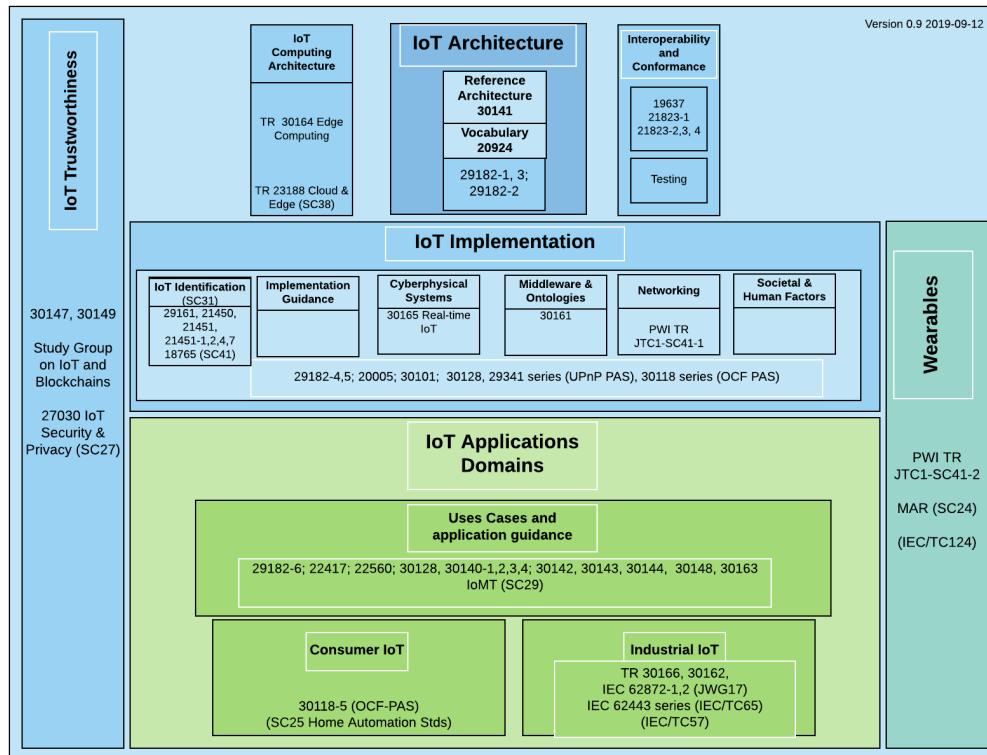 Version 0.9 2019-09-12
IoT Trustworthiness
30147, 30149
Study Group
on IoT and
Blockchains
27030 IoT
Security &
Privacy (SC27)
IoT
Computing
Architecture
TR  30164 Edge
Computing
TR 23188 Cloud &
Edge (SC38)
IoT Architecture
Reference
Architecture
30141
Vocabulary
20924
29182-1, 3;
29182-2
Interoperability
and
Conformance
19637
21823-1
21823-2,3, 4
Testing
IoT Implementation
IoT Identification
(SC31)
29161, 21450,
21451,
21451-1,2,4,7
18765 (SC41)
Implementation
Guidance
Cyberphysical
Systems
30165 Real-time
IoT
Middleware &
Ontologies
30161
Networking
PWI TR
JTC1-SC41-1
Societal &
Human Factors
29182-4,5; 20005; 30101;  30128, 29341 series (UPnP PAS), 30118 series (OCF PAS)
Wearables
PWI TR
JTC1-SC41-2
MAR (SC24)
(IEC/TC124)
IoT Applications
Domains
Uses Cases and
application guidance
29182-6; 22417; 22560; 30128, 30140-1,2,3,4; 30142, 30143, 30144,  30148, 30163
IoMT (SC29)
Consumer IoT
30118-5 (OCF-PAS)
(SC25 Home Automation Stds)
Industrial IoT
TR 30166, 30162,
IEC 62872-1,2 (JWG17)
IEC 62443 series (IEC/TC65)
(IEC/TC57)